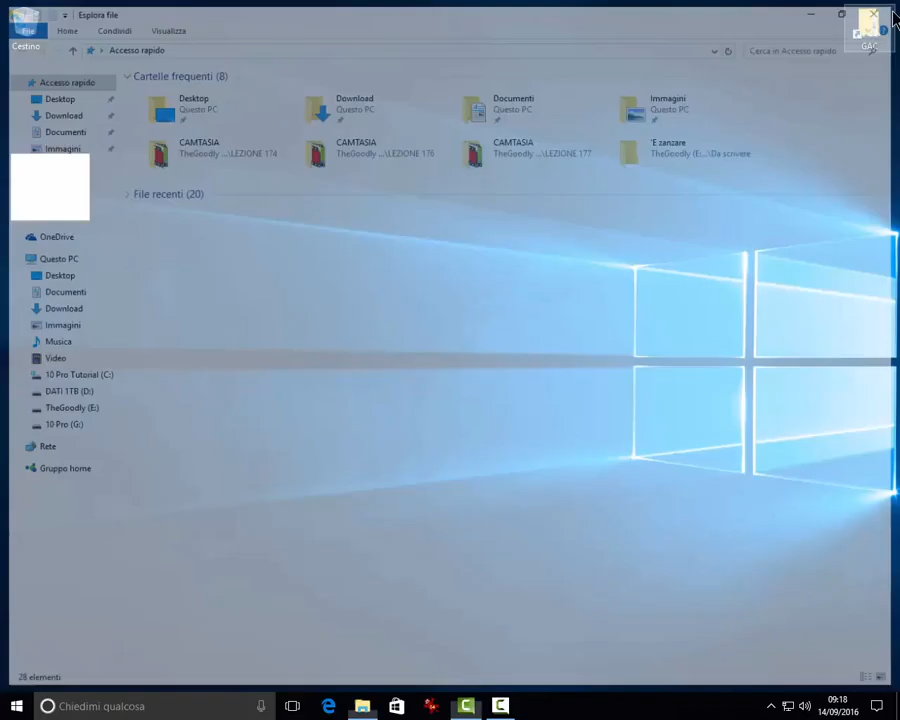 Esplora file
File Home Condividi Visualizza
Cestino
GAC
Accesso rapido
Cerca in Accesso rapido
Accesso rapido
Desktop
Download
Documenti
Immagini
OneDrive
Questo PC
Desktop
Documenti
Download
Immagini
Musica
Video
10 Pro Tutorial (C:)
DATI 1TB (D:)
TheGoodly (E:)
10 Pro (G:)
Rete
Gruppo home
Cartelle frequenti (8)
Desktop
Questo PC
Download
Questo PC
Documenti
Questo PC
Immagini
Questo PC
CAMTASIA
TheGoodly ...\LEZIONE 174
CAMTASIA
TheGoodly ...\LEZIONE 176
CAMTASIA
TheGoodly ...\LEZIONE 177
'E zanzare
TheGoodly (E:...\Da scrivere
File recenti (20)
28 elementi
Chiedimi qualcosa
09:18
14/09/2016